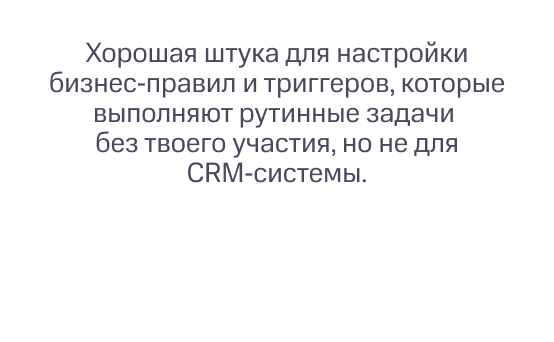 Хорошая штука для настройки
бизнес-правил и триггеров, которые
выполняют рутинные задачи
без твоего участия, но не для
CRM-системы.